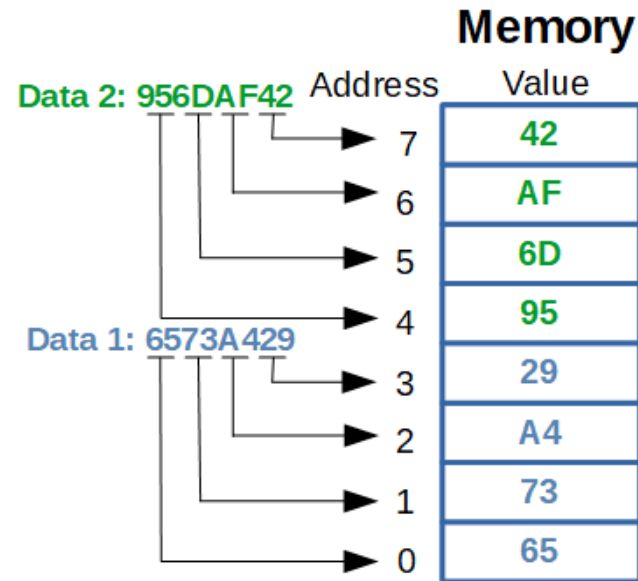 Memory
Data 2: 956DAF42 Address Value
7 42
6 AF
5 6D
4 95
Data 1: 6573A429
3 29
2 A4
1 73
0 65